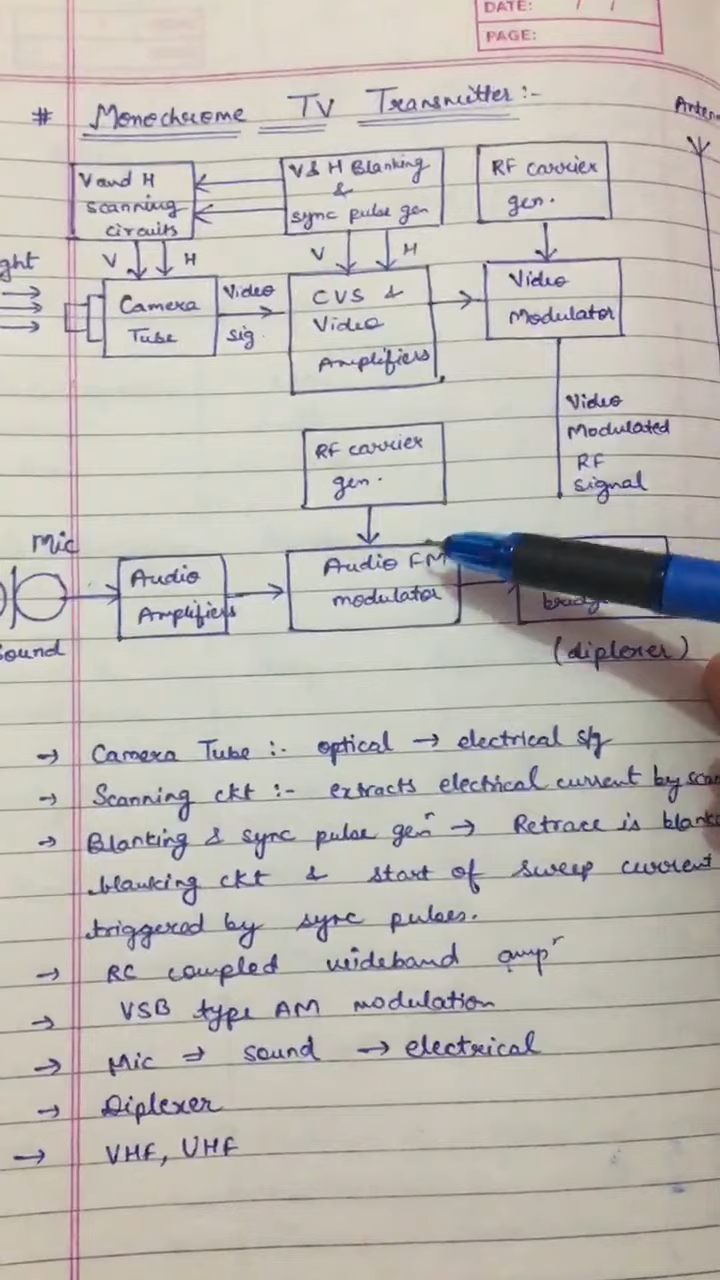 DATE: / /
PAGE:
# Monochrome TV Transmitter :-
Anten
V and H
scanning
circuits
V & H Blanking
&
sync pulse gen
RF carrier
gen.
V H
V H
ght
Camera
Tube
Video
sig
CVS &
Video
Amplifiers
Video
Modulator
Video
Modulated
RF
signal
RF carrier
gen.
Mic
Audio
Amplifiers
Audio FM
modulator
sound
(diplexer)
→ Camera Tube :- optical → electrical s/g
→ Scanning ckt :- extracts electrical current by scan
→ Blanking & sync pulse genr → Retrace is blank
blanking ckt & start of sweep current
triggered by sync pulses.
→ RC coupled wideband ampr
→ VSB type AM modulation
→ Mic → sound → electrical
→ Diplexer
→ VHF, UHF